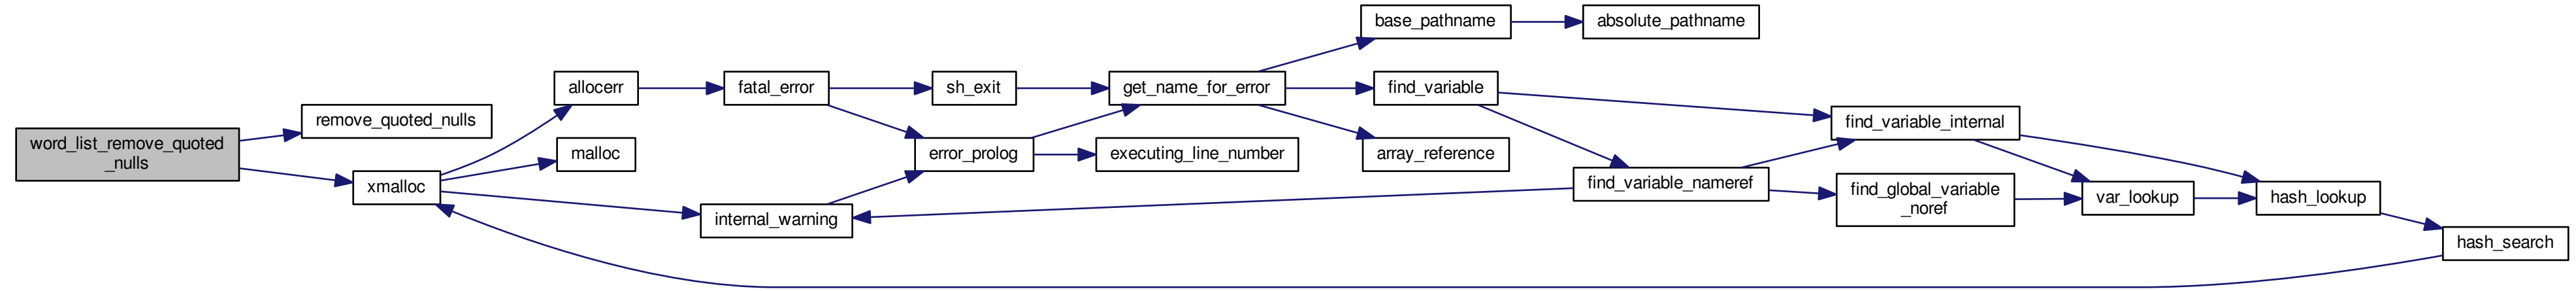 word_list_remove_quoted
_nulls
remove_quoted_nulls
xmalloc
allocerr
malloc
internal_warning
fatal_error
sh_exit
error_prolog
get_name_for_error
executing_line_number
base_pathname
absolute_pathname
find_variable
array_reference
find_variable_nameref
find_variable_internal
find_global_variable
_noref
var_lookup
hash_lookup
hash_search